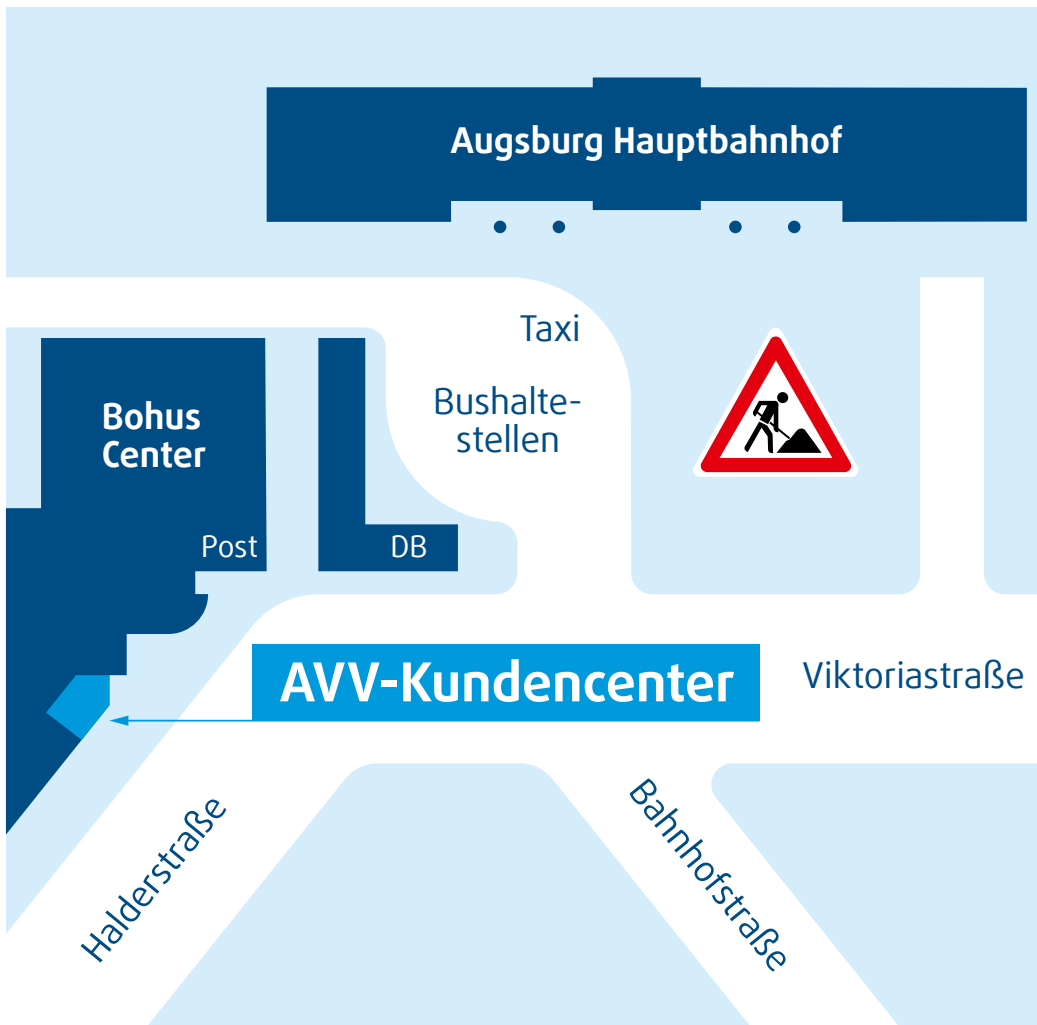 Augsburg Hauptbahnhof
Taxi
Bushalte-
stellen
Bohus
Center
Post
DB
AVV-Kundencenter
Viktoriastraße
Halderstraße
Bahnhofstraße